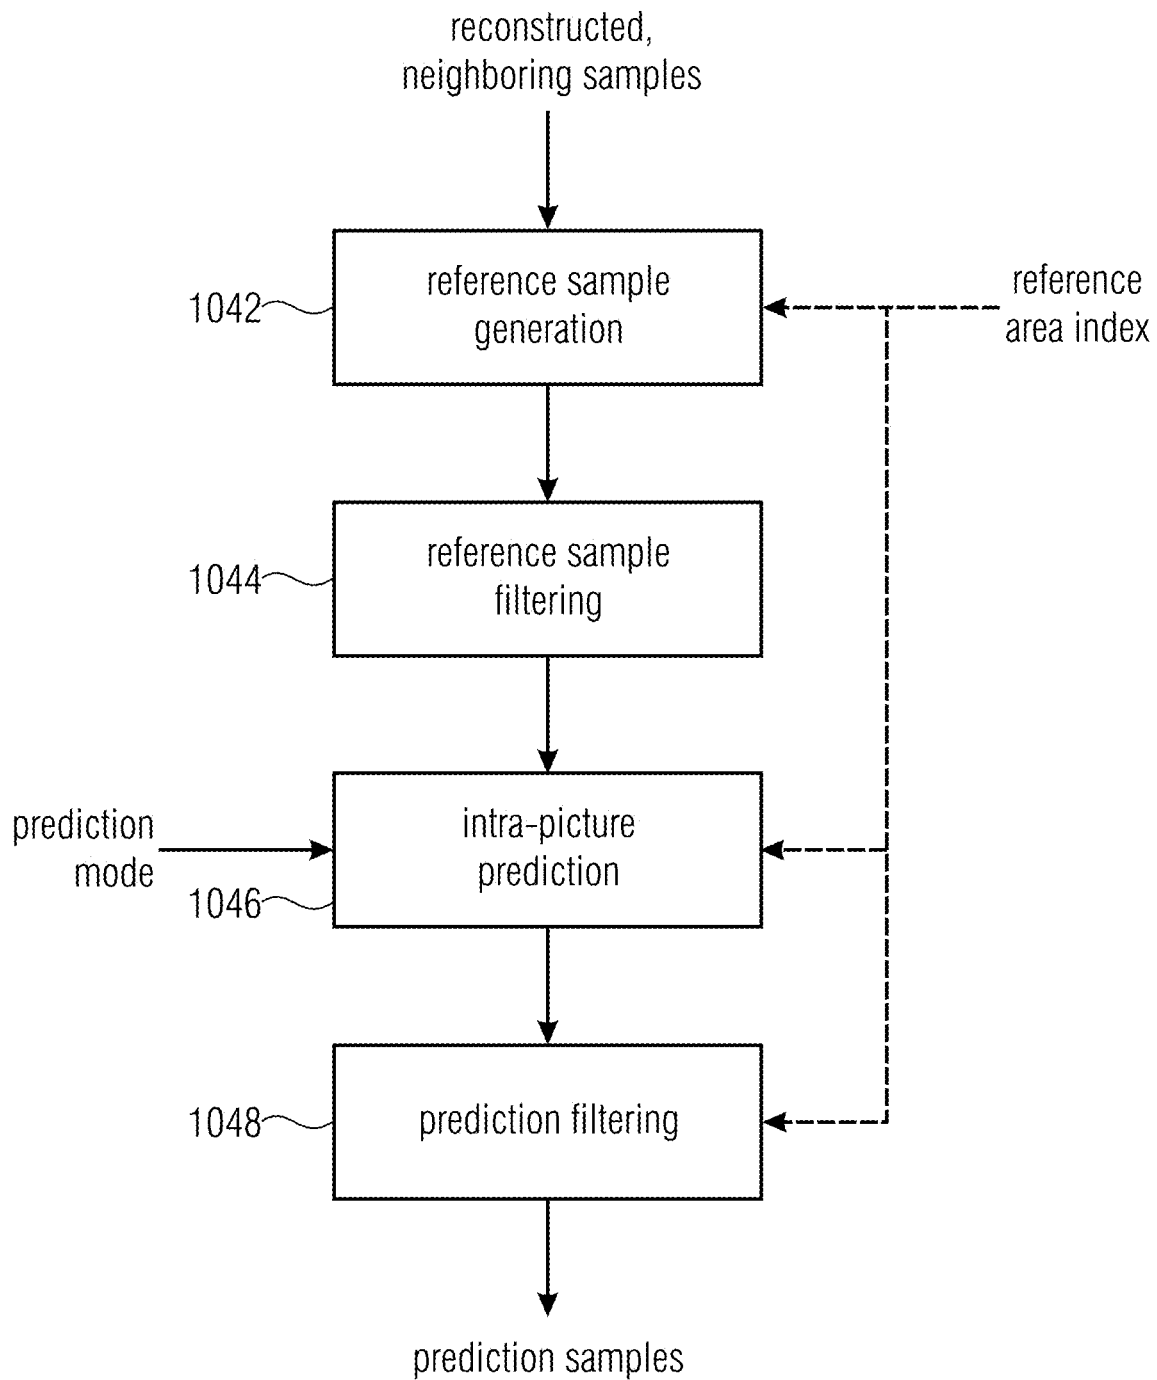 reconstructed,
neighboring samples
reference sample
generation
1042
reference
area index
reference sample
filtering
1044
prediction
mode
intra-picture
prediction
1046
prediction filtering
1048
prediction samples